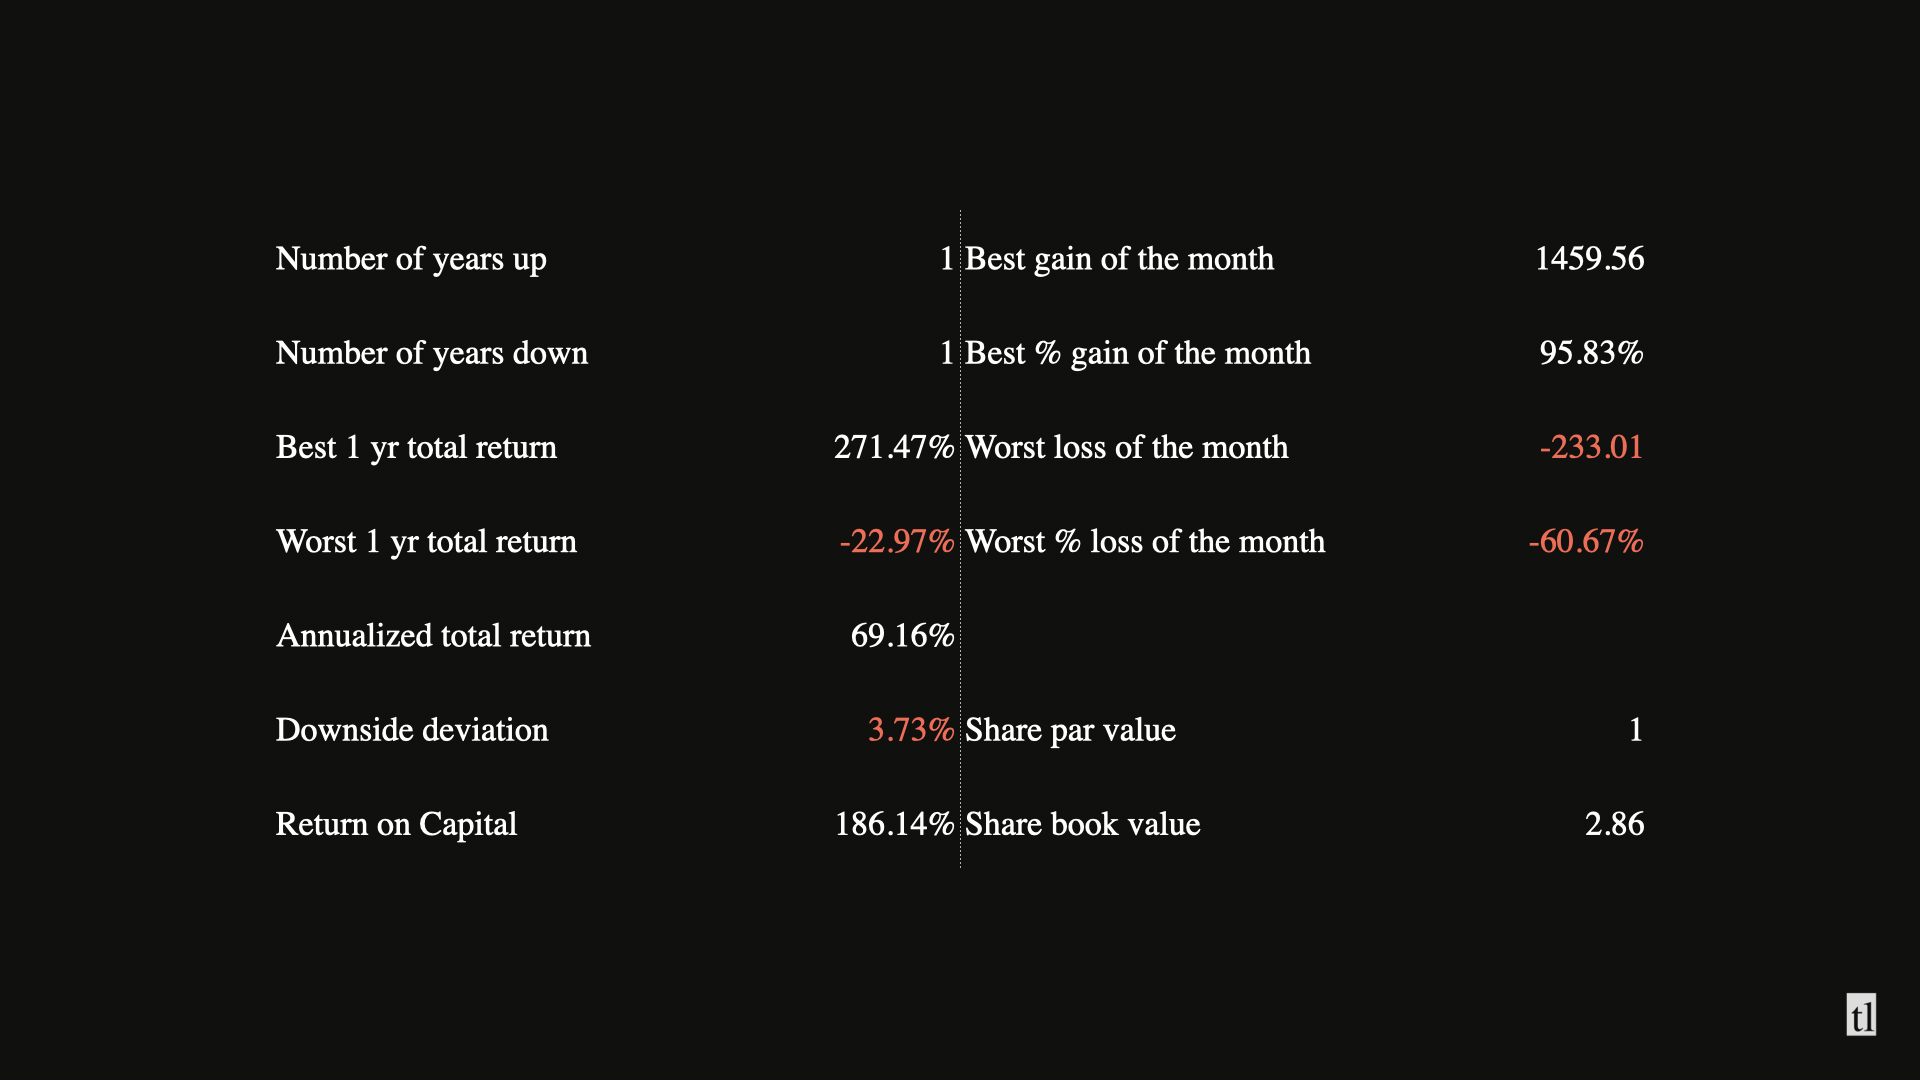 Number of years up 1 Best gain of the month 1459.56
Number of years down 1 Best % gain of the month 95.83%
Best 1 yr total return 271.47% Worst loss of the month -233.01
Worst 1 yr total return -22.97% Worst % loss of the month -60.67%
Annualized total return 69.16%
Downside deviation 3.73% Share par value 1
Return on Capital 186.14% Share book value 2.86
tl